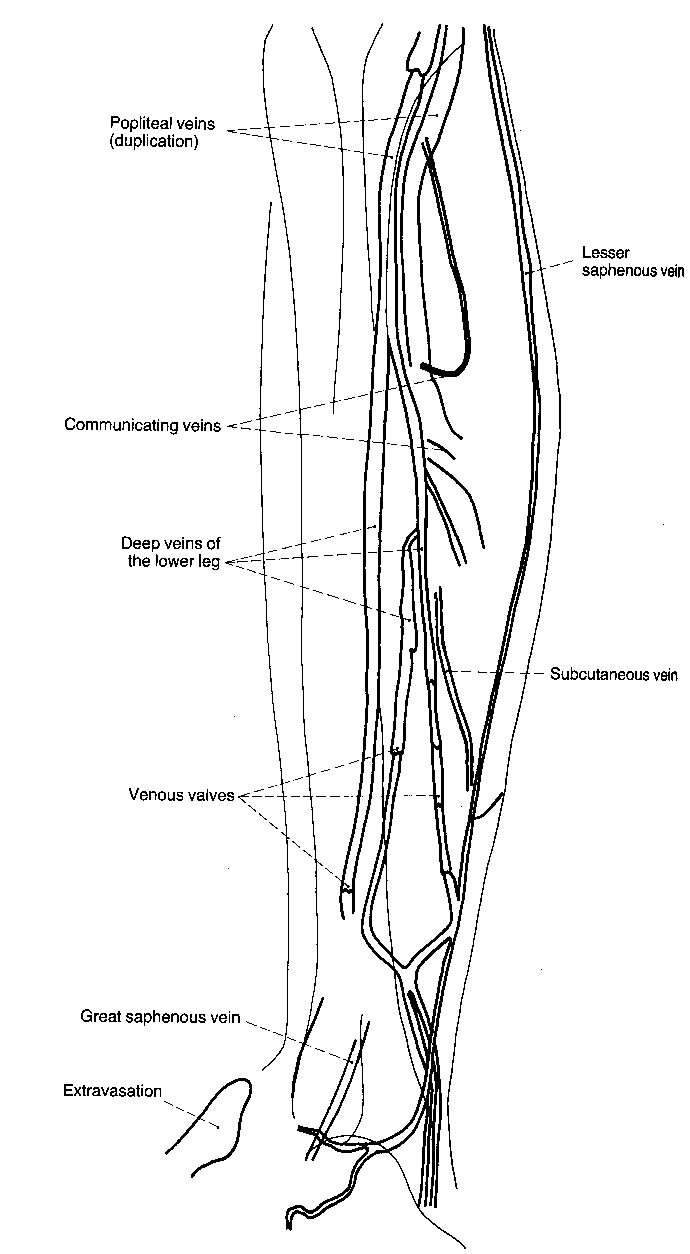 Popliteal veins
(duplication)
Lesser
saphenous vein
Communicating veins
Deep veins of
the lower leg
Subcutaneous vein
Venous valves
Great saphenous vein
Extravasation